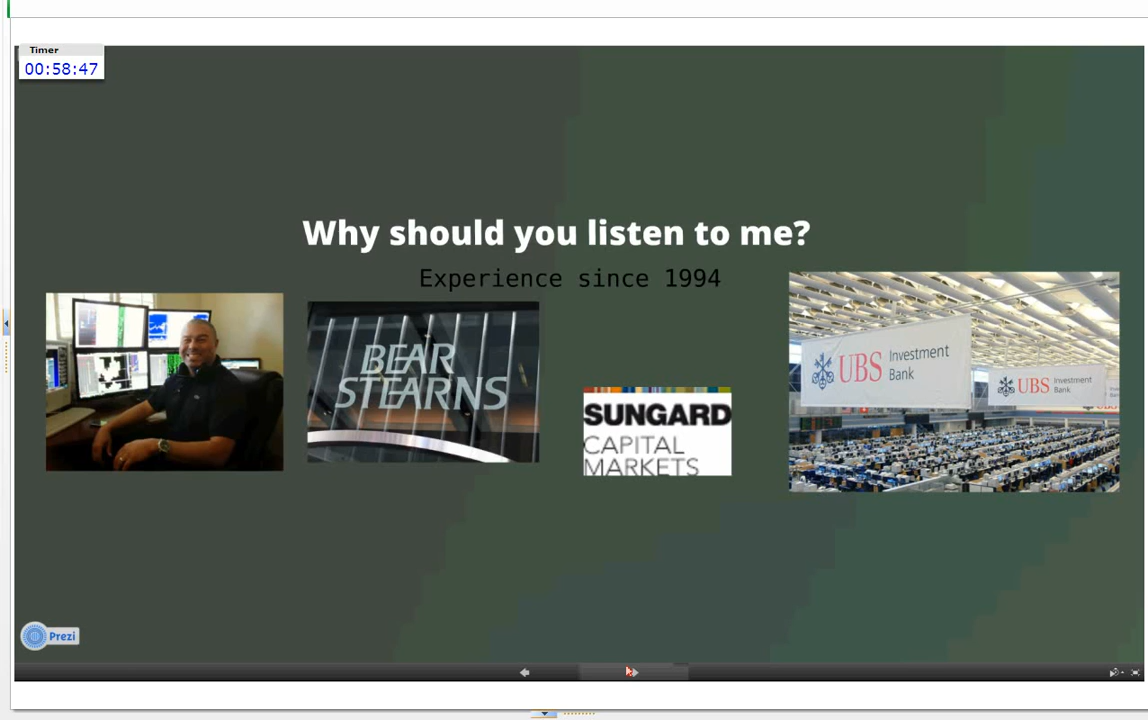 Timer
00:58:47
Why should you listen to me?
Experience since 1994
BEAR
STEARNS
SUNGARD
CAPITAL
MARKETS
UBS Investment
Bank
UBS Investment
Bank
UBS
Prezi